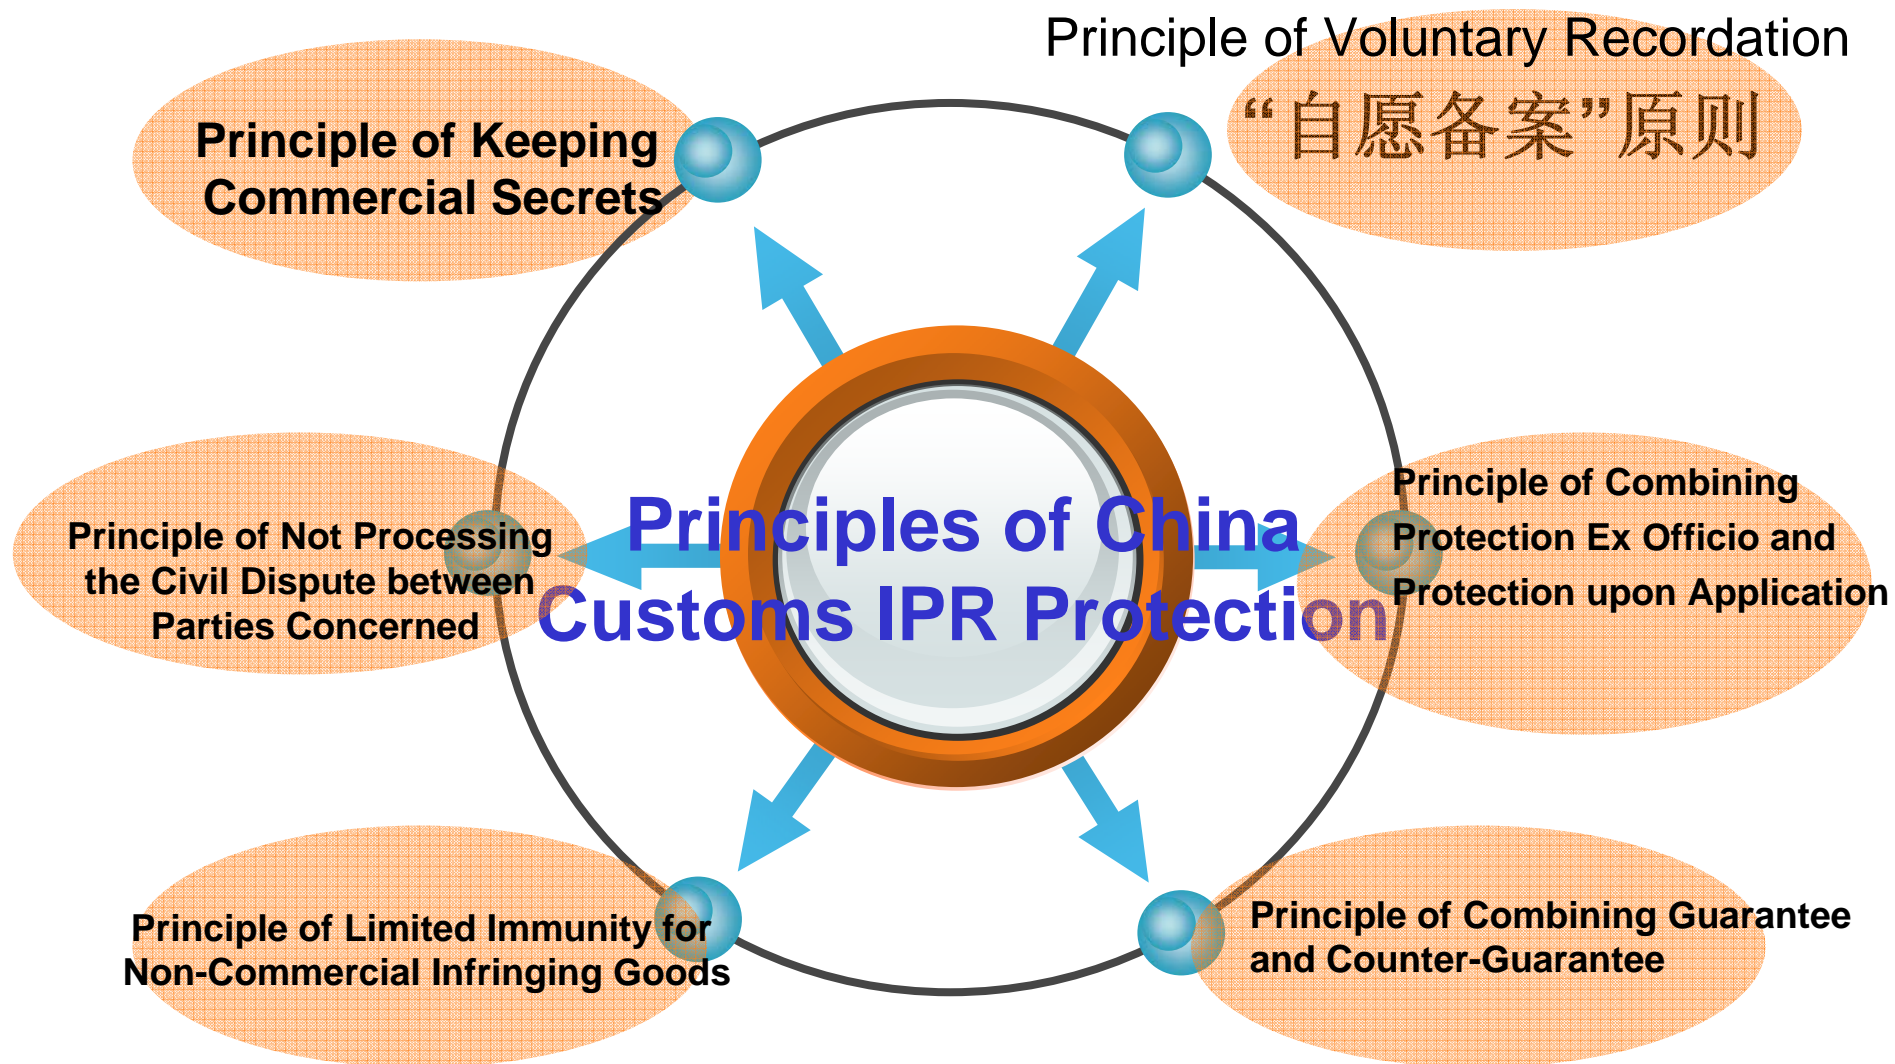 Principle of Voluntary Recordation
“自愿备案”原则
Principle of Keeping
Commercial Secrets
Principles of China
Customs IPR Protection
Principle of Combining
Protection Ex Officio and
Protection upon Application
Principle of Not Processing
the Civil Dispute between
Parties Concerned
Principle of Limited Immunity for
Non-Commercial Infringing Goods
Principle of Combining Guarantee
and Counter-Guarantee